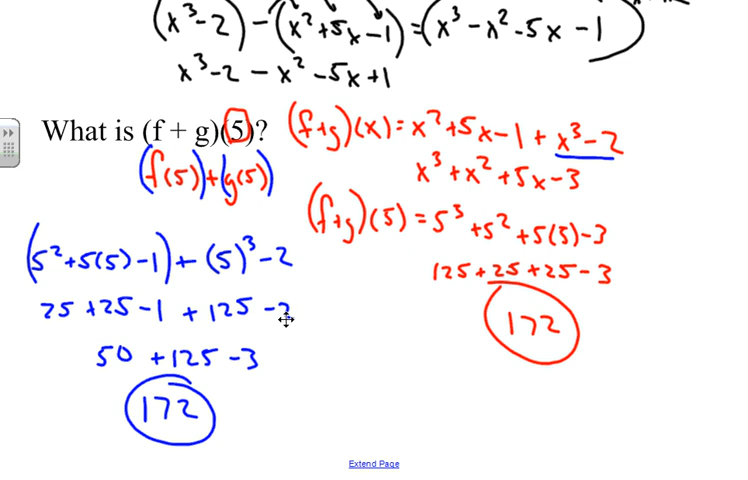 (x³-2) - (x²+5x-1) = (x³ - x² - 5x - 1)
x³-2 - x² -5x+1
What is (f + g)(5)?
(f(5))+(g(5))
(5²+5(5)-1) + (5)³-2
25 +25 -1 + 125 -2
50 + 125 -3
172
(f+g)(x) = x²+5x-1 + x³-2
x³+x²+5x-3
(f+g)(5) = 5³ +5² +5(5)-3
125+25+25-3
172
Extend Page